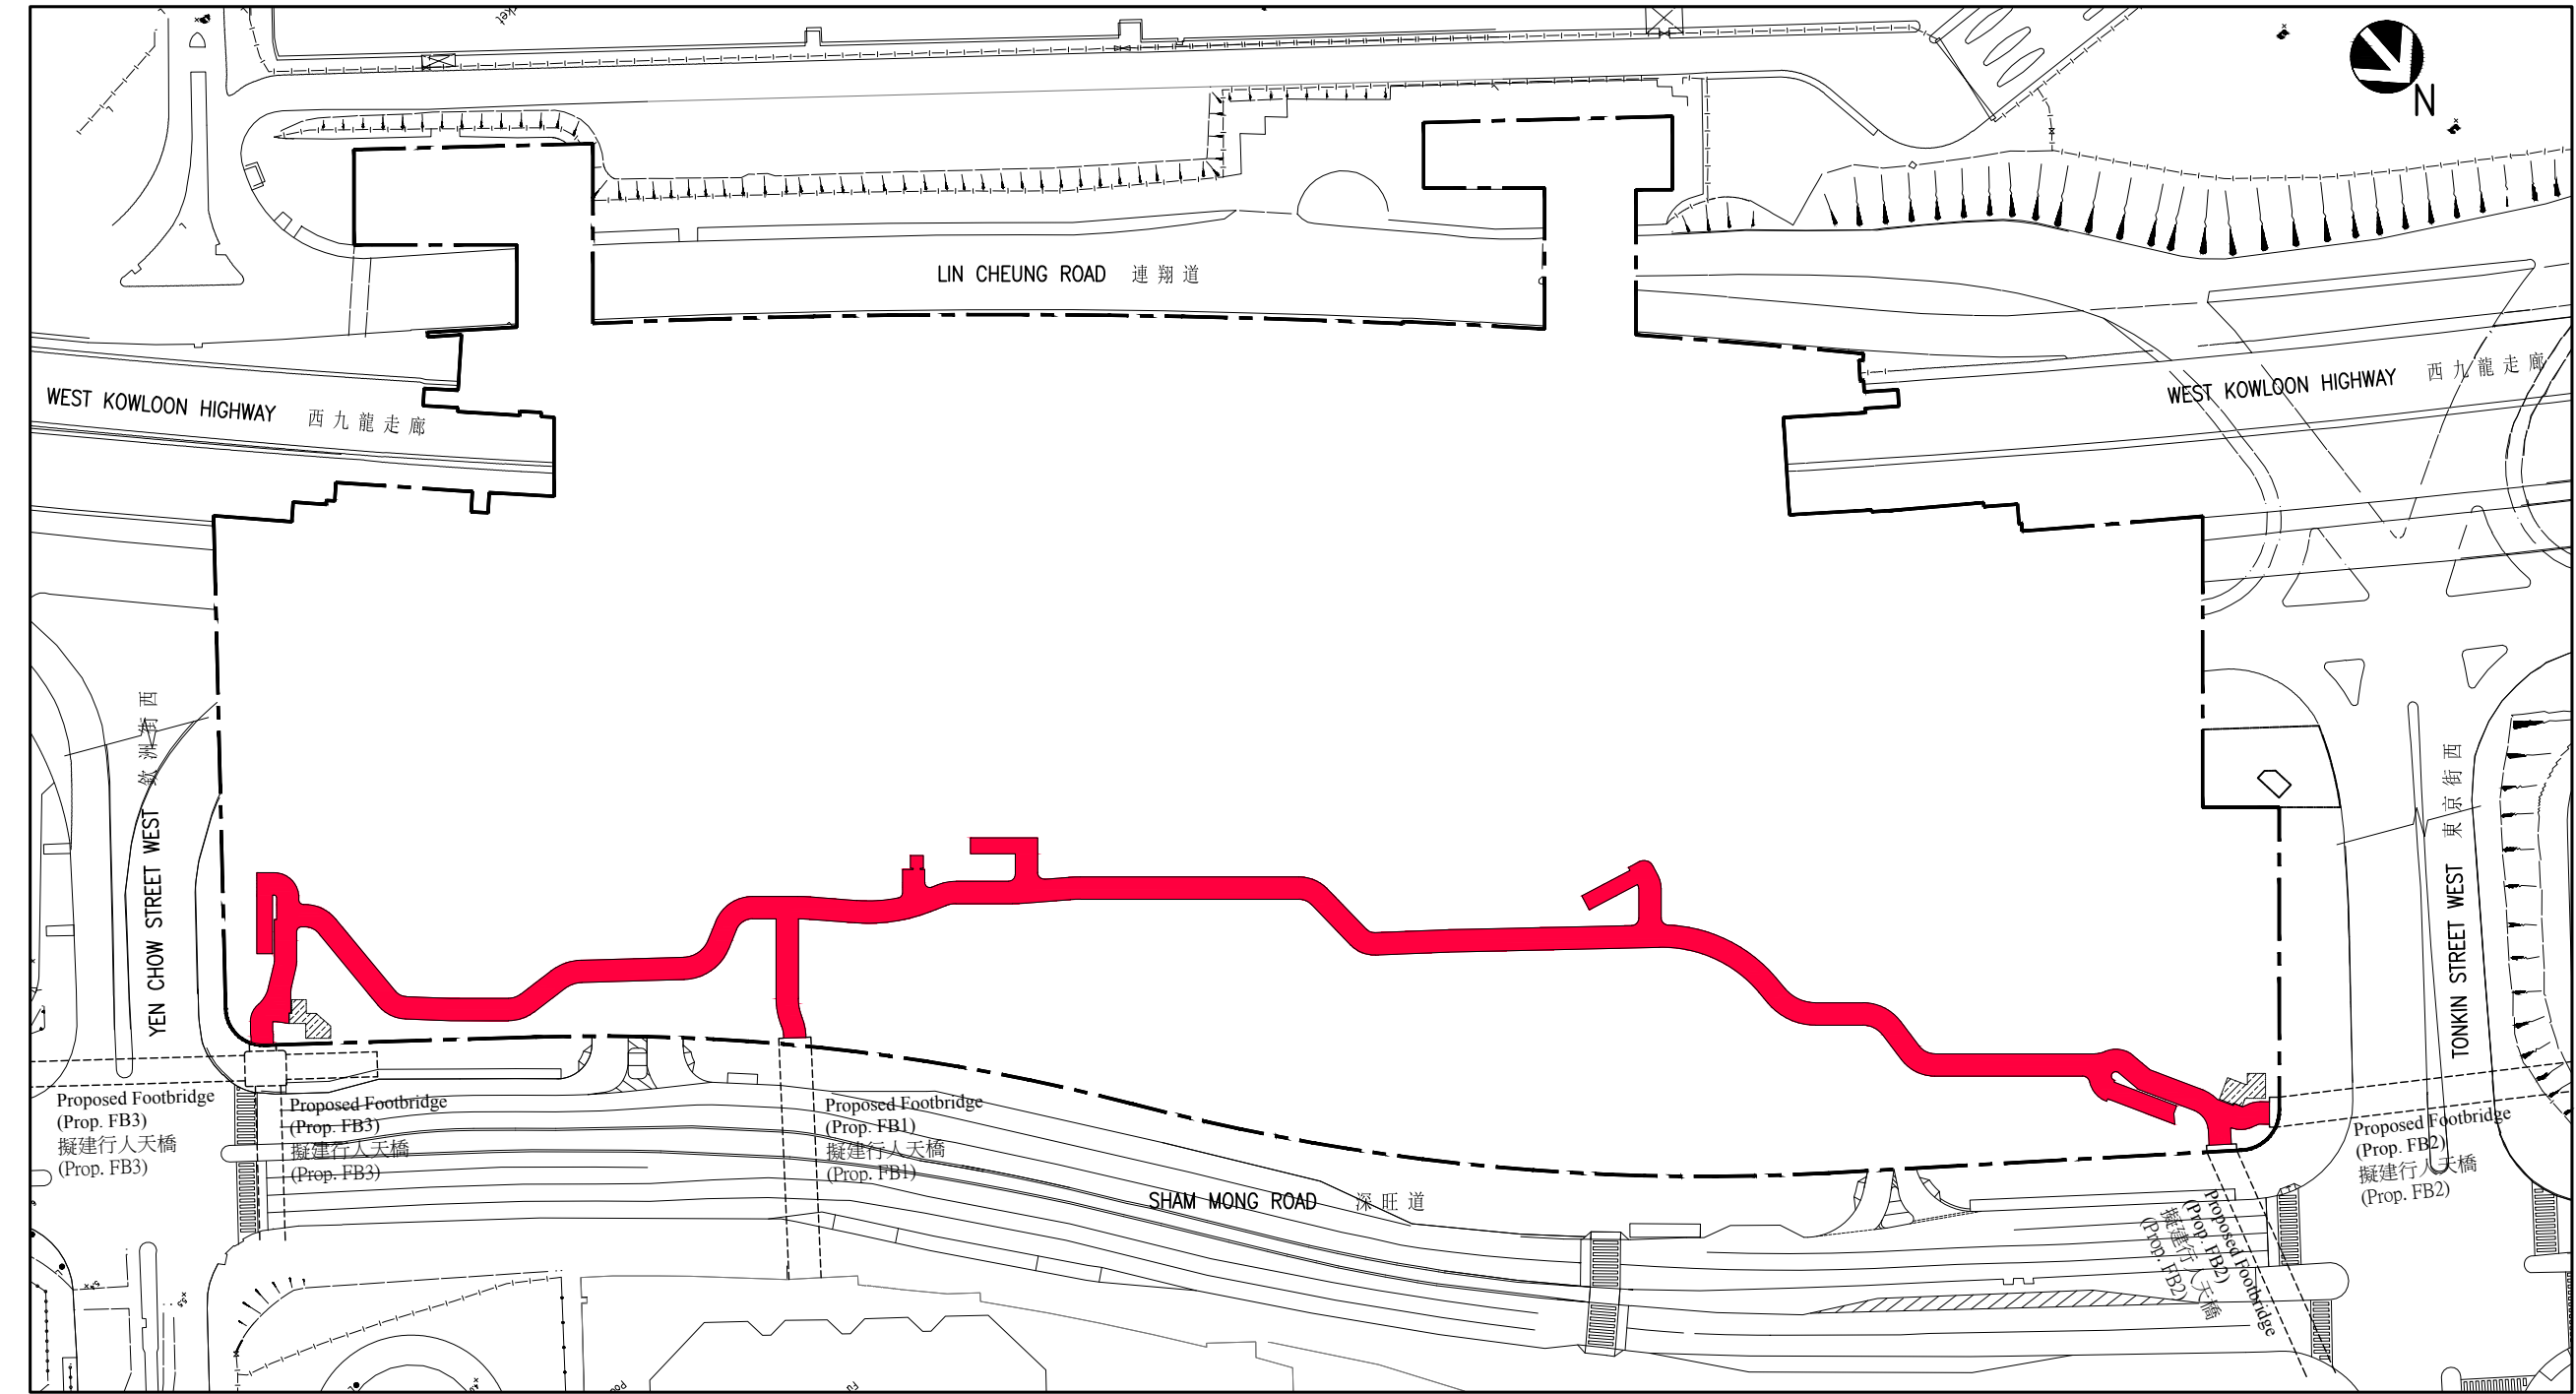 N
LIN CHEUNG ROAD 連翔道
WEST KOWLOON HIGHWAY 西九龍走廊
WEST KOWLOON HIGHWAY 西九龍走廊
YEN CHOW STREET WEST 欽洲街西
TONKIN STREET WEST 東京街西
Proposed Footbridge
(Prop. FB3)
擬建行人天橋
(Prop. FB3)
Proposed Footbridge
(Prop. FB3)
擬建行人天橋
(Prop. FB3)
Proposed Footbridge
(Prop. FB1)
擬建行人天橋
(Prop. FB1)
SHAM MONG ROAD 深旺道
Proposed Footbridge
(Prop. FB2)
擬建行人天橋
(Prop. FB2)
Proposed Footbridge
(Prop. FB2)
擬建行人天橋
(Prop. FB2)